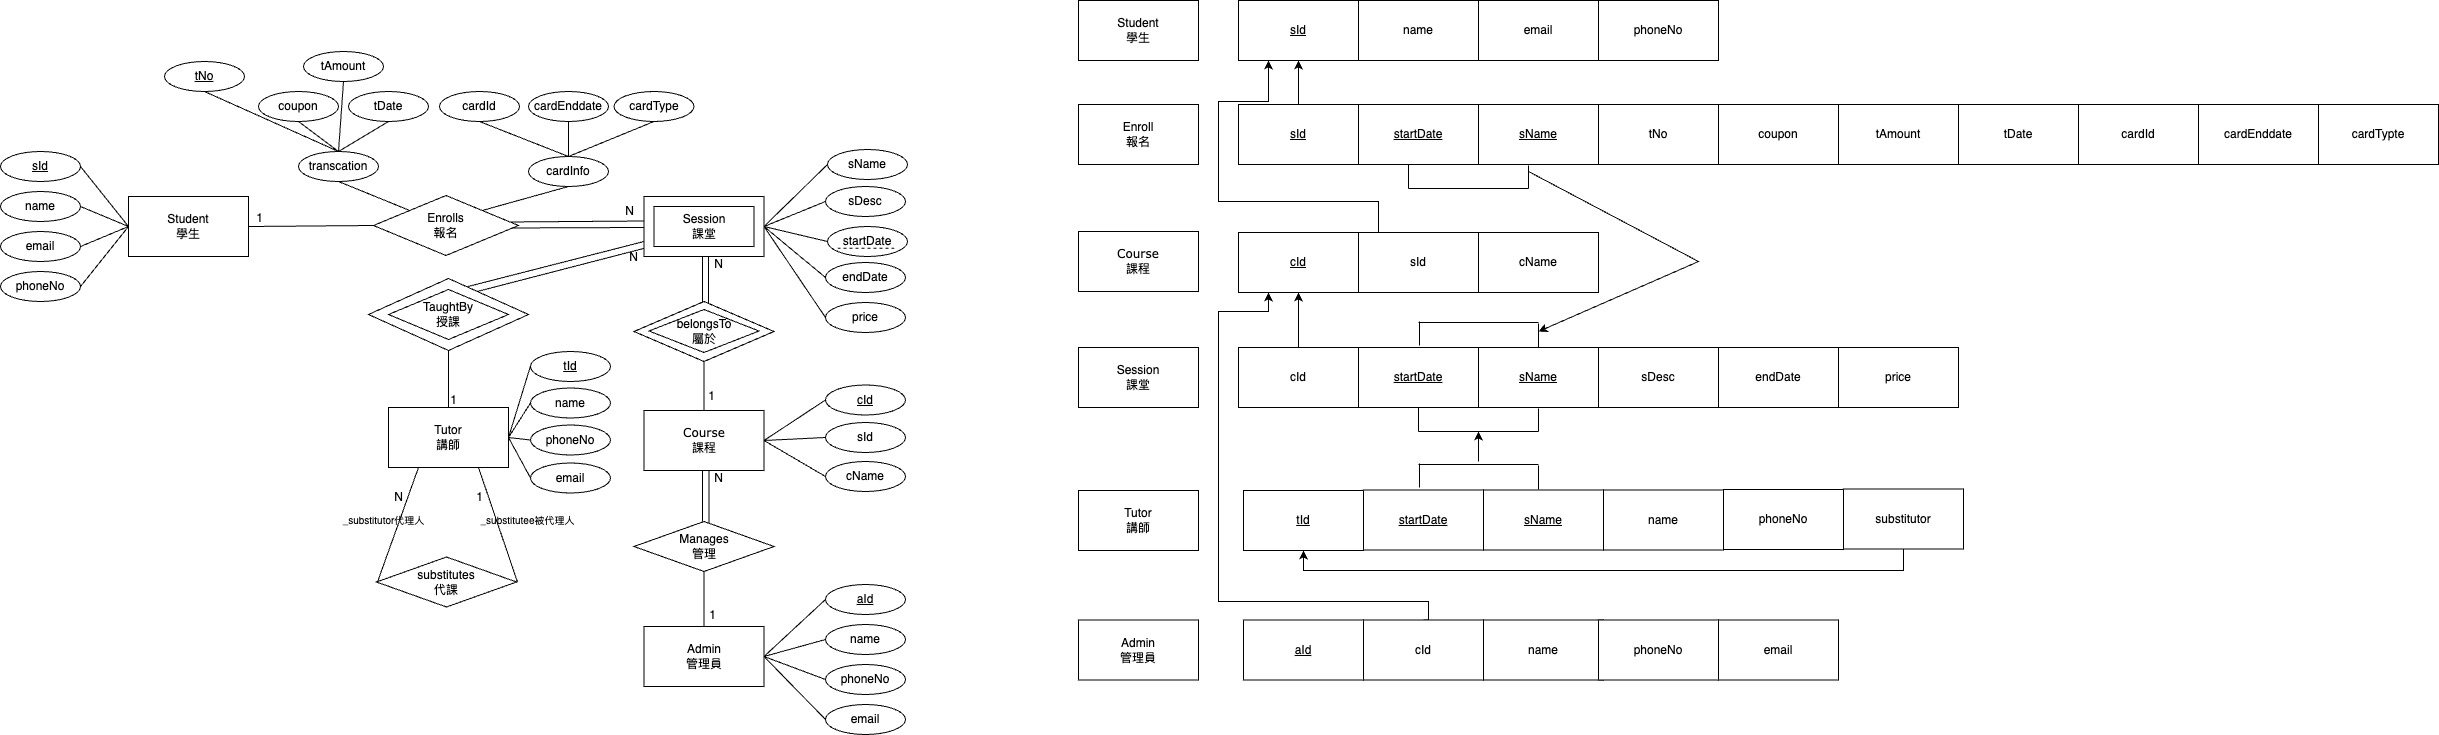 tNo
tAmount
coupon
tDate
transcation
cardId
cardEnddate
cardType
cardInfo
sId
name
email
phoneNo
Student
學生
1
Enrolls
報名
N
Session
課堂
N
N
sName
sDesc
startDate
endDate
price
TaughtBy
授課
belongsTo
屬於
1
1
Tutor
講師
tId
name
phoneNo
email
Course
課程
cId
sId
cName
N
1
_substitutor代理人
_substitutee被代理人
substitutes
代課
N
Manages
管理
1
Admin
管理員
aId
name
phoneNo
email
Student
學生
sId
name
email
phoneNo
Enroll
報名
sId
startDate
sName
tNo
coupon
tAmount
tDate
cardId
cardEnddate
cardTypte
Course
課程
cId
sId
cName
Session
課堂
cId
startDate
sName
sDesc
endDate
price
Tutor
講師
tId
startDate
sName
name
phoneNo
substitutor
Admin
管理員
aId
cId
name
phoneNo
email